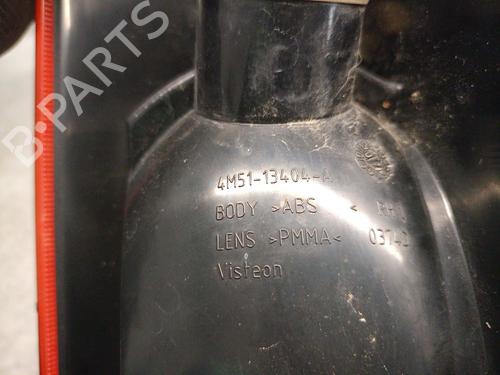 B-PARTS
4M51-13404-A
BODY >ABS <
LENS >PMMA<
Visteon